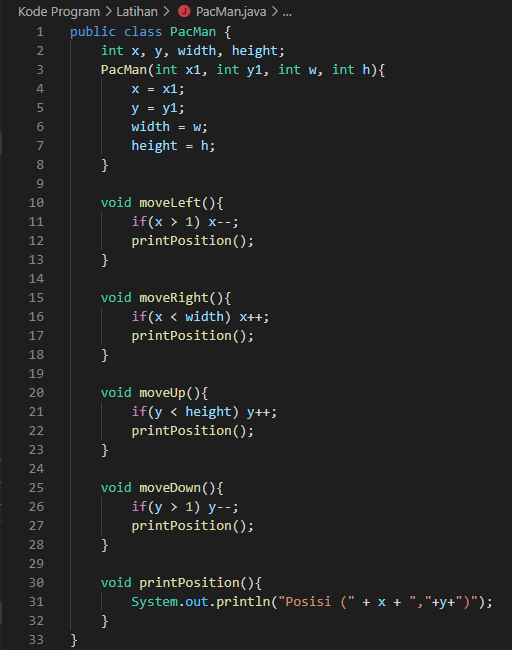 Kode Program > Latihan > J PacMan.java > ...
1 public class PacMan {
2     int x, y, width, height;
3     PacMan(int x1, int y1, int w, int h){
4         x = x1;
5         y = y1;
6         width = w;
7         height = h;
8     }
9
10     void moveLeft(){
11         if(x > 1) x--;
12         printPosition();
13     }
14
15     void moveRight(){
16         if(x < width) x++;
17         printPosition();
18     }
19
20     void moveUp(){
21         if(y < height) y++;
22         printPosition();
23     }
24
25     void moveDown(){
26         if(y > 1) y--;
27         printPosition();
28     }
29
30     void printPosition(){
31         System.out.println("Posisi (" + x + ","+y+")");
32     }
33 }